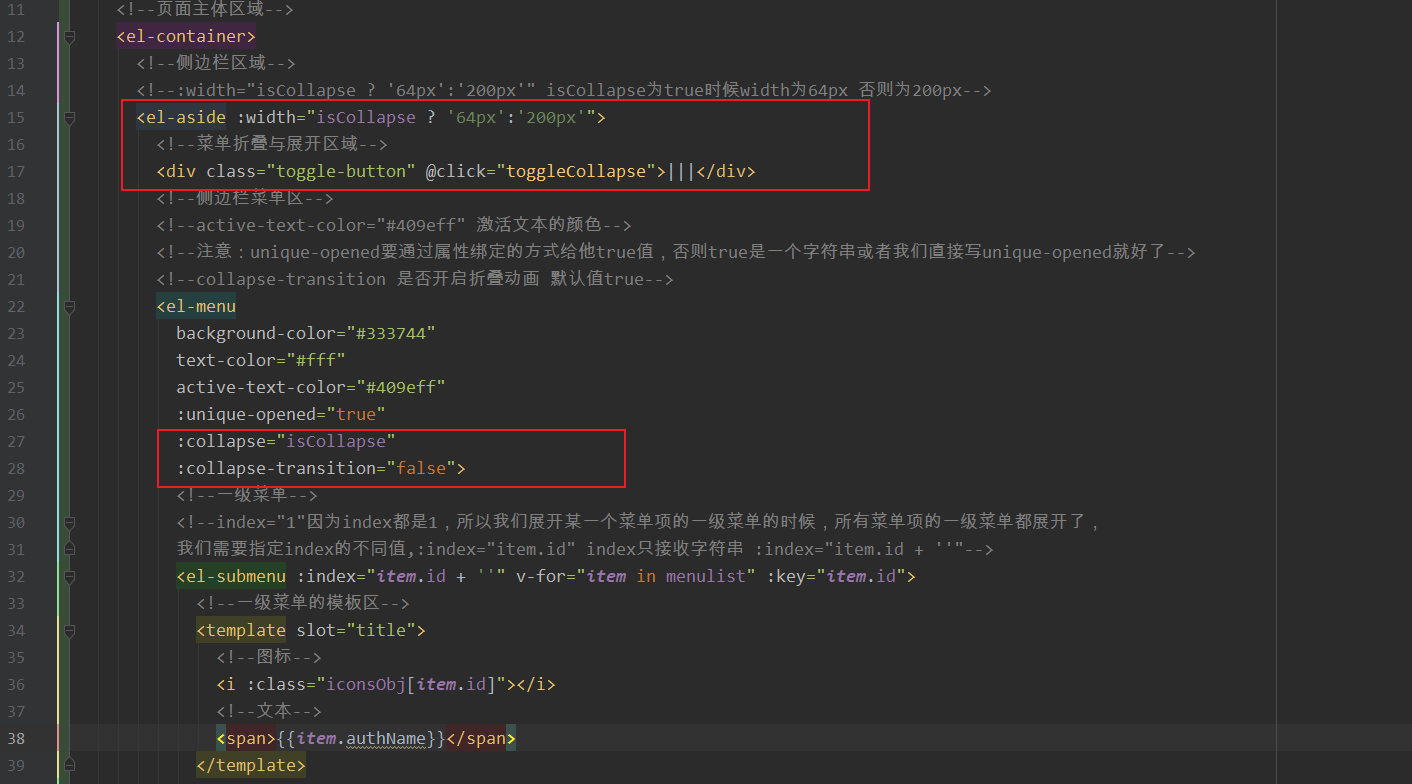 11 <!--页面主体区域-->
12 <el-container>
13 <!--侧边栏区域-->
14 <!--:width="isCollapse ? '64px':'200px'" isCollapse为true时候width为64px 否则为200px-->
15 <el-aside :width="isCollapse ? '64px':'200px'">
16 <!--菜单折叠与展开区域-->
17 <div class="toggle-button" @click="toggleCollapse">|||</div>
18 <!--侧边栏菜单区-->
19 <!--active-text-color="#409eff" 激活文本的颜色-->
20 <!--注意：unique-opened要通过属性绑定的方式给他true值，否则true是一个字符串或者我们直接写unique-opened就好了-->
21 <!--collapse-transition 是否开启折叠动画 默认值true-->
22 <el-menu
23 background-color="#333744"
24 text-color="#fff"
25 active-text-color="#409eff"
26 :unique-opened="true"
27 :collapse="isCollapse"
28 :collapse-transition="false">
29 <!--一级菜单-->
30 <!--index="1"因为index都是1，所以我们展开某一个菜单项的一级菜单的时候，所有菜单项的一级菜单都展开了，
31 我们需要指定index的不同值,:index="item.id" index只接收字符串 :index="item.id + ''"-->
32 <el-submenu :index="item.id + ''" v-for="item in menulist" :key="item.id">
33 <!--一级菜单的模板区-->
34 <template slot="title">
35 <!--图标-->
36 <i :class="iconsObj[item.id]"></i>
37 <!--文本-->
38 <span>{{item.authName}}</span>
39 </template>